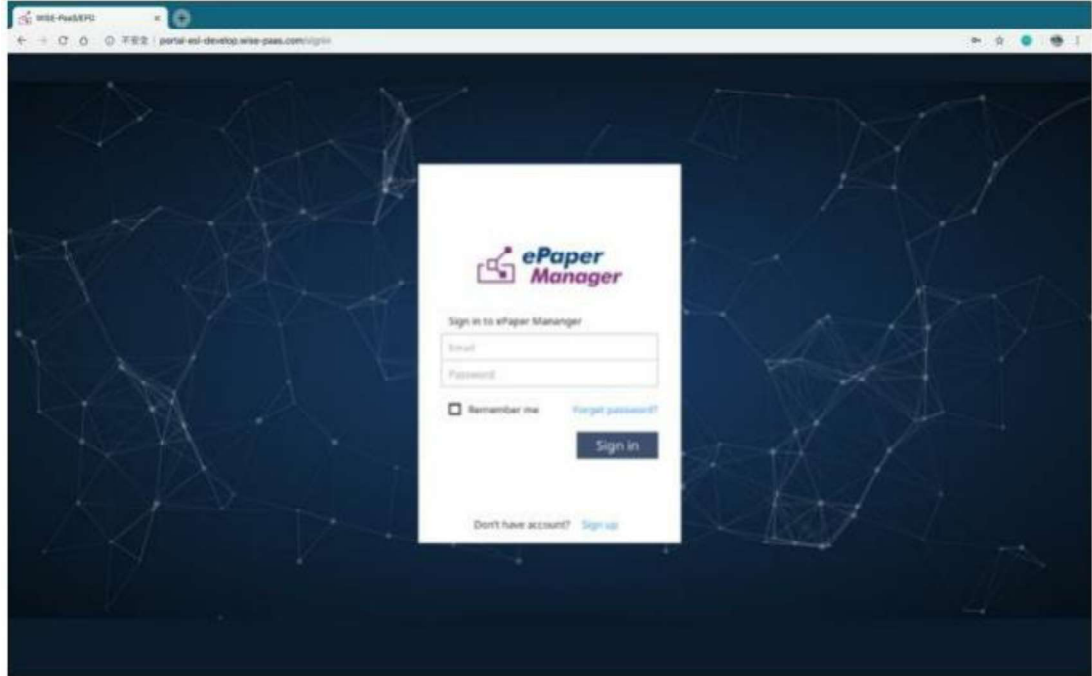 WISE-PaaS/EPD
不安全 | portal-esl-develop.wise-paas.com/signin
ePaper
Manager
Sign in to ePaper Mananger
Email
Password
Remember me
Forget password?
Sign in
Don't have account? Sign up